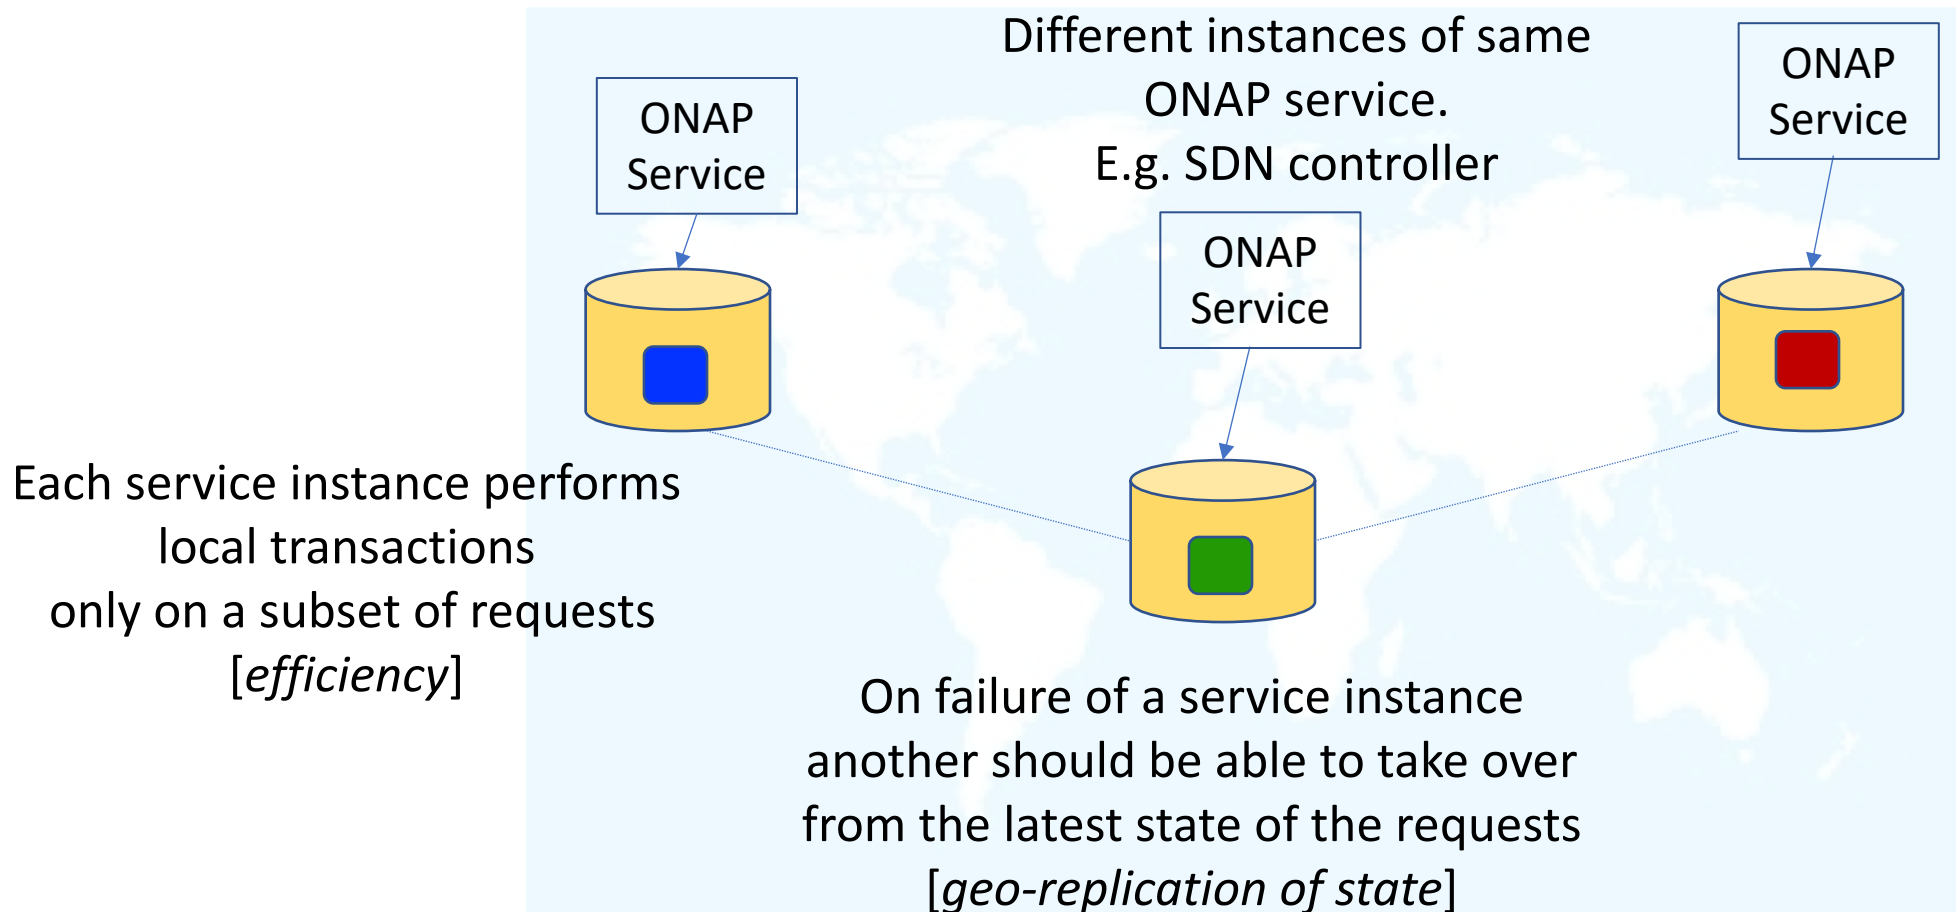 Different instances of same
ONAP service.
E.g. SDN controller
ONAP
Service
ONAP
Service
ONAP
Service
Each service instance performs
local transactions
only on a subset of requests
[efficiency]
On failure of a service instance
another should be able to take over
from the latest state of the requests
[geo-replication of state]